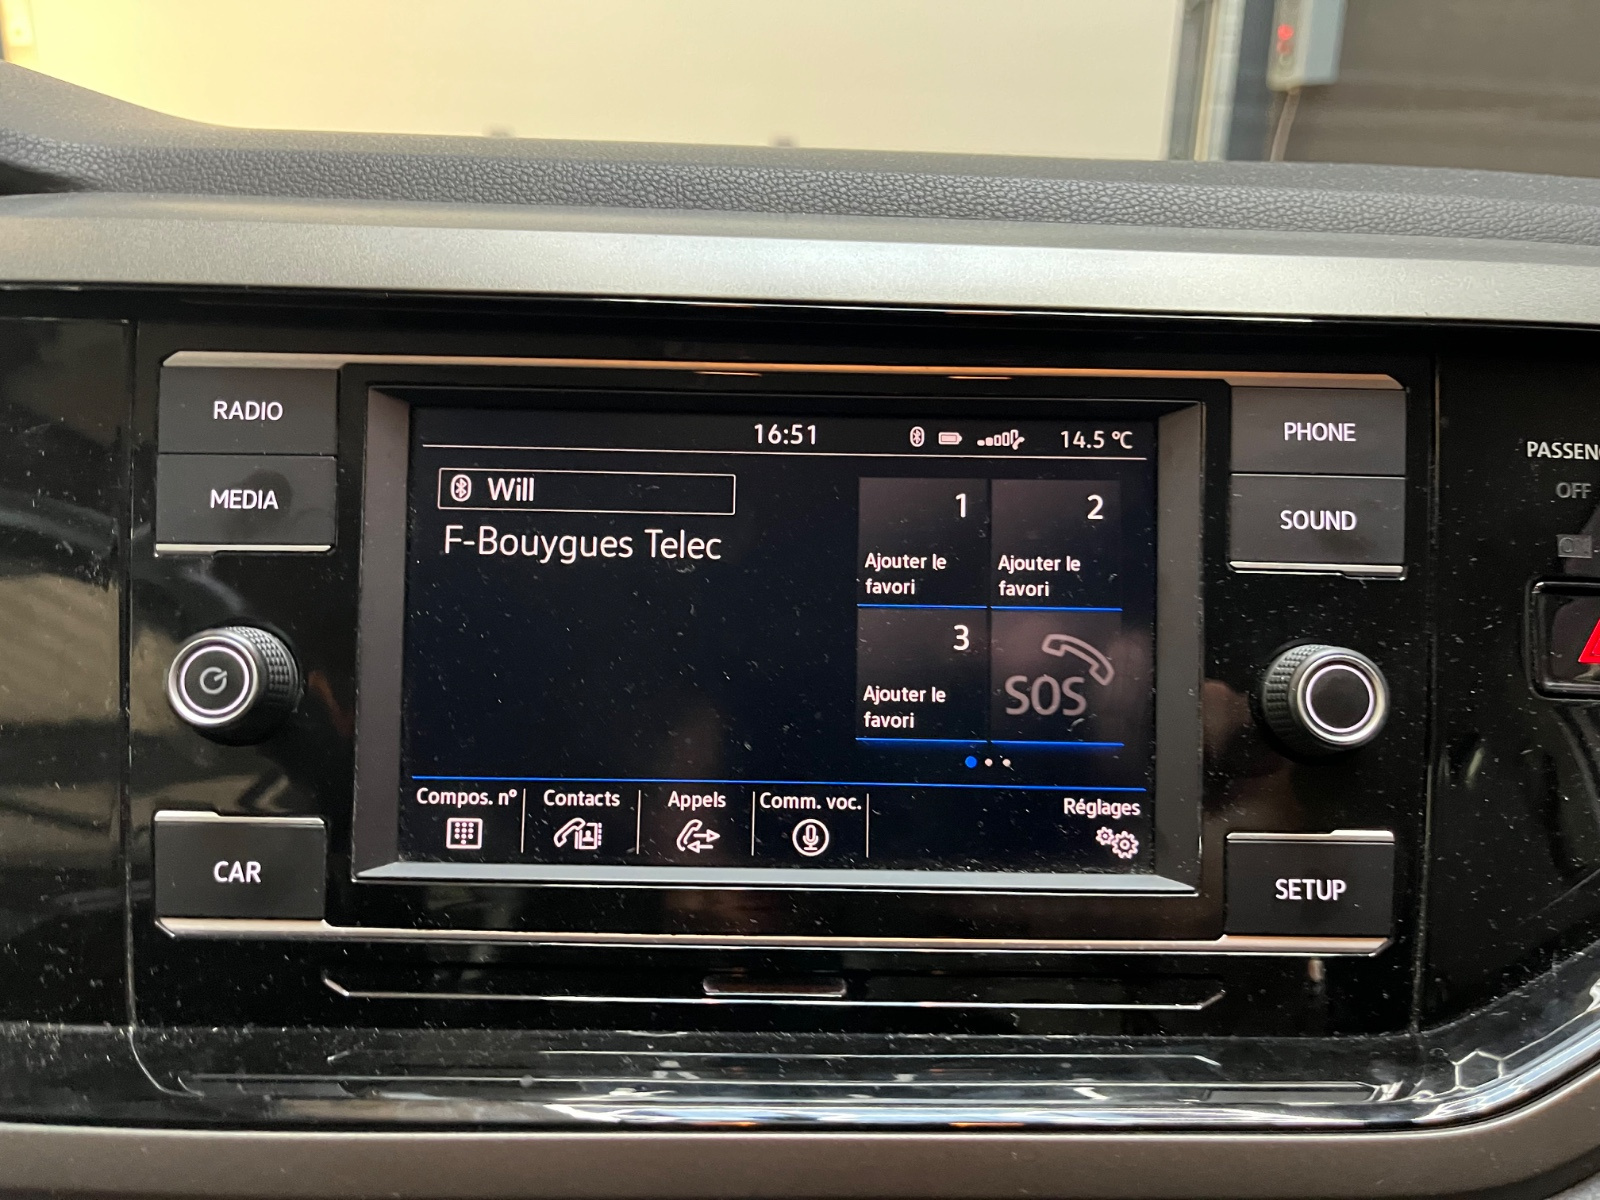 RADIO
MEDIA
CAR
16:51
14.5 °C
Will
F-Bouygues Telec
1
Ajouter le
favori
2
Ajouter le
favori
3
Ajouter le
favori
SOS
Compos. n°
Contacts
Appels
Comm. voc.
Réglages
PHONE
SOUND
SETUP
PASSEN
OFF